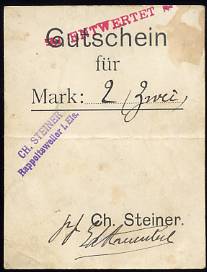 ENTWERTET
Gutschein
für
Mark: 2 (Zwei)
CH. STEINER
Rappoltsweiler i. Els.
Ch. Steiner.